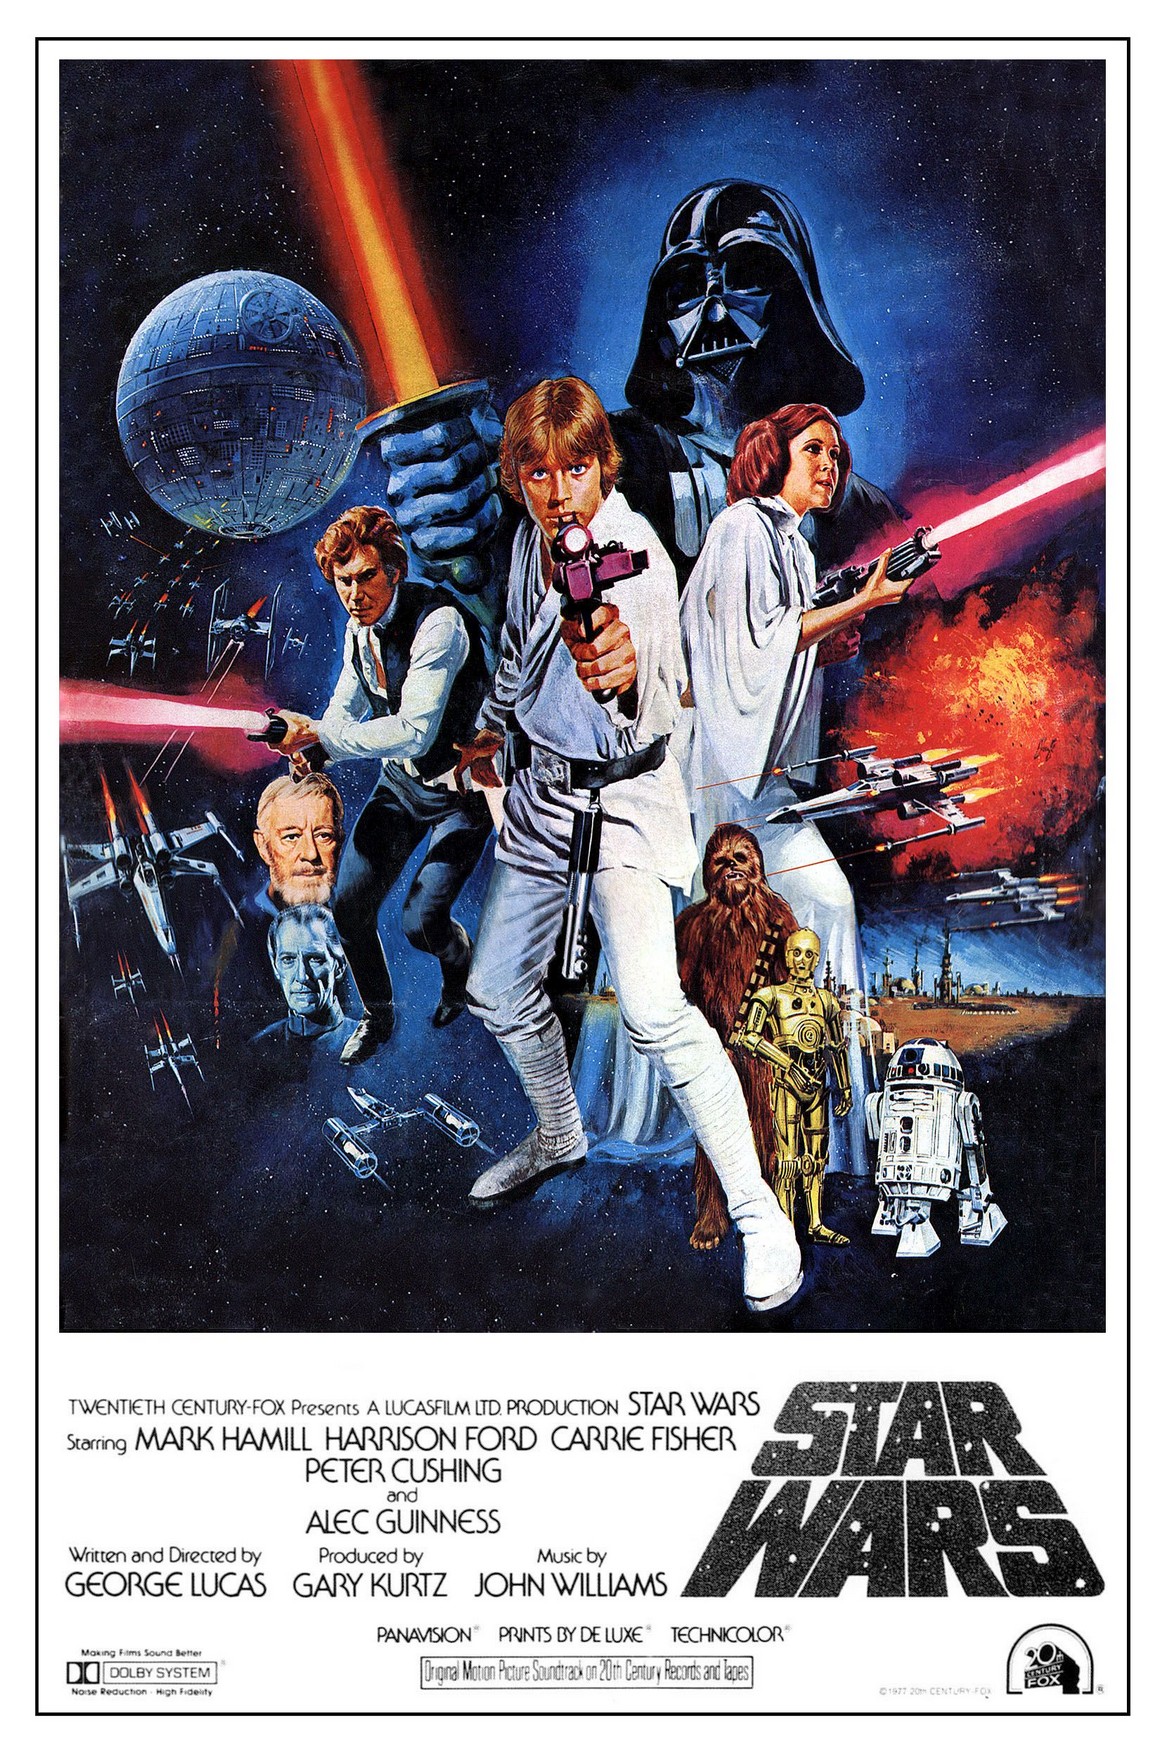 TWENTIETH CENTURY-FOX Presents A LUCASFILM LTD. PRODUCTION STAR WARS
Starring MARK HAMILL HARRISON FORD CARRIE FISHER
PETER CUSHING
and
ALEC GUINNESS
Written and Directed by
GEORGE LUCAS
Produced by
GARY KURTZ
Music by
JOHN WILLIAMS
STAR
WARS
PANAVISION® PRINTS BY DE LUXE® TECHNICOLOR®
Making Films Sound Better
DOLBY SYSTEM®
Noise Reduction · High Fidelity
Original Motion Picture Soundtrack on 20th Century Records and Tapes
©1977 20th CENTURY-FOX
20th
CENTURY
FOX
®